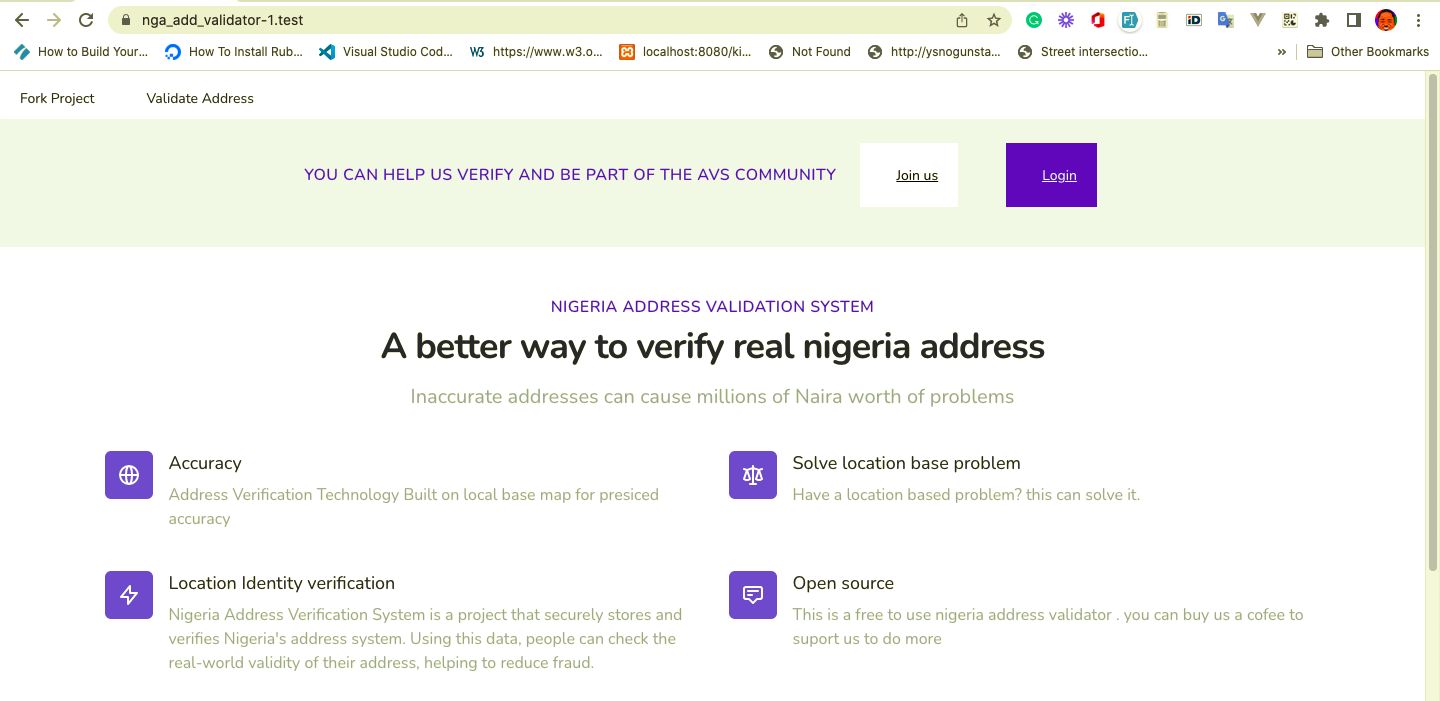 nga_add_validator-1.test
How to Build Your... How To Install Rub... Visual Studio Cod... W3 https://www.w3.o... localhost:8080/ki... Not Found http://ysnogunsta... Street intersectio... » Other Bookmarks
Fork Project Validate Address
YOU CAN HELP US VERIFY AND BE PART OF THE AVS COMMUNITY Join us Login
NIGERIA ADDRESS VALIDATION SYSTEM
A better way to verify real nigeria address
Inaccurate addresses can cause millions of Naira worth of problems
Accuracy
Address Verification Technology Built on local base map for presiced
accuracy
Solve location base problem
Have a location based problem? this can solve it.
Location Identity verification
Nigeria Address Verification System is a project that securely stores and
verifies Nigeria's address system. Using this data, people can check the
real-world validity of their address, helping to reduce fraud.
Open source
This is a free to use nigeria address validator . you can buy us a cofee to
suport us to do more